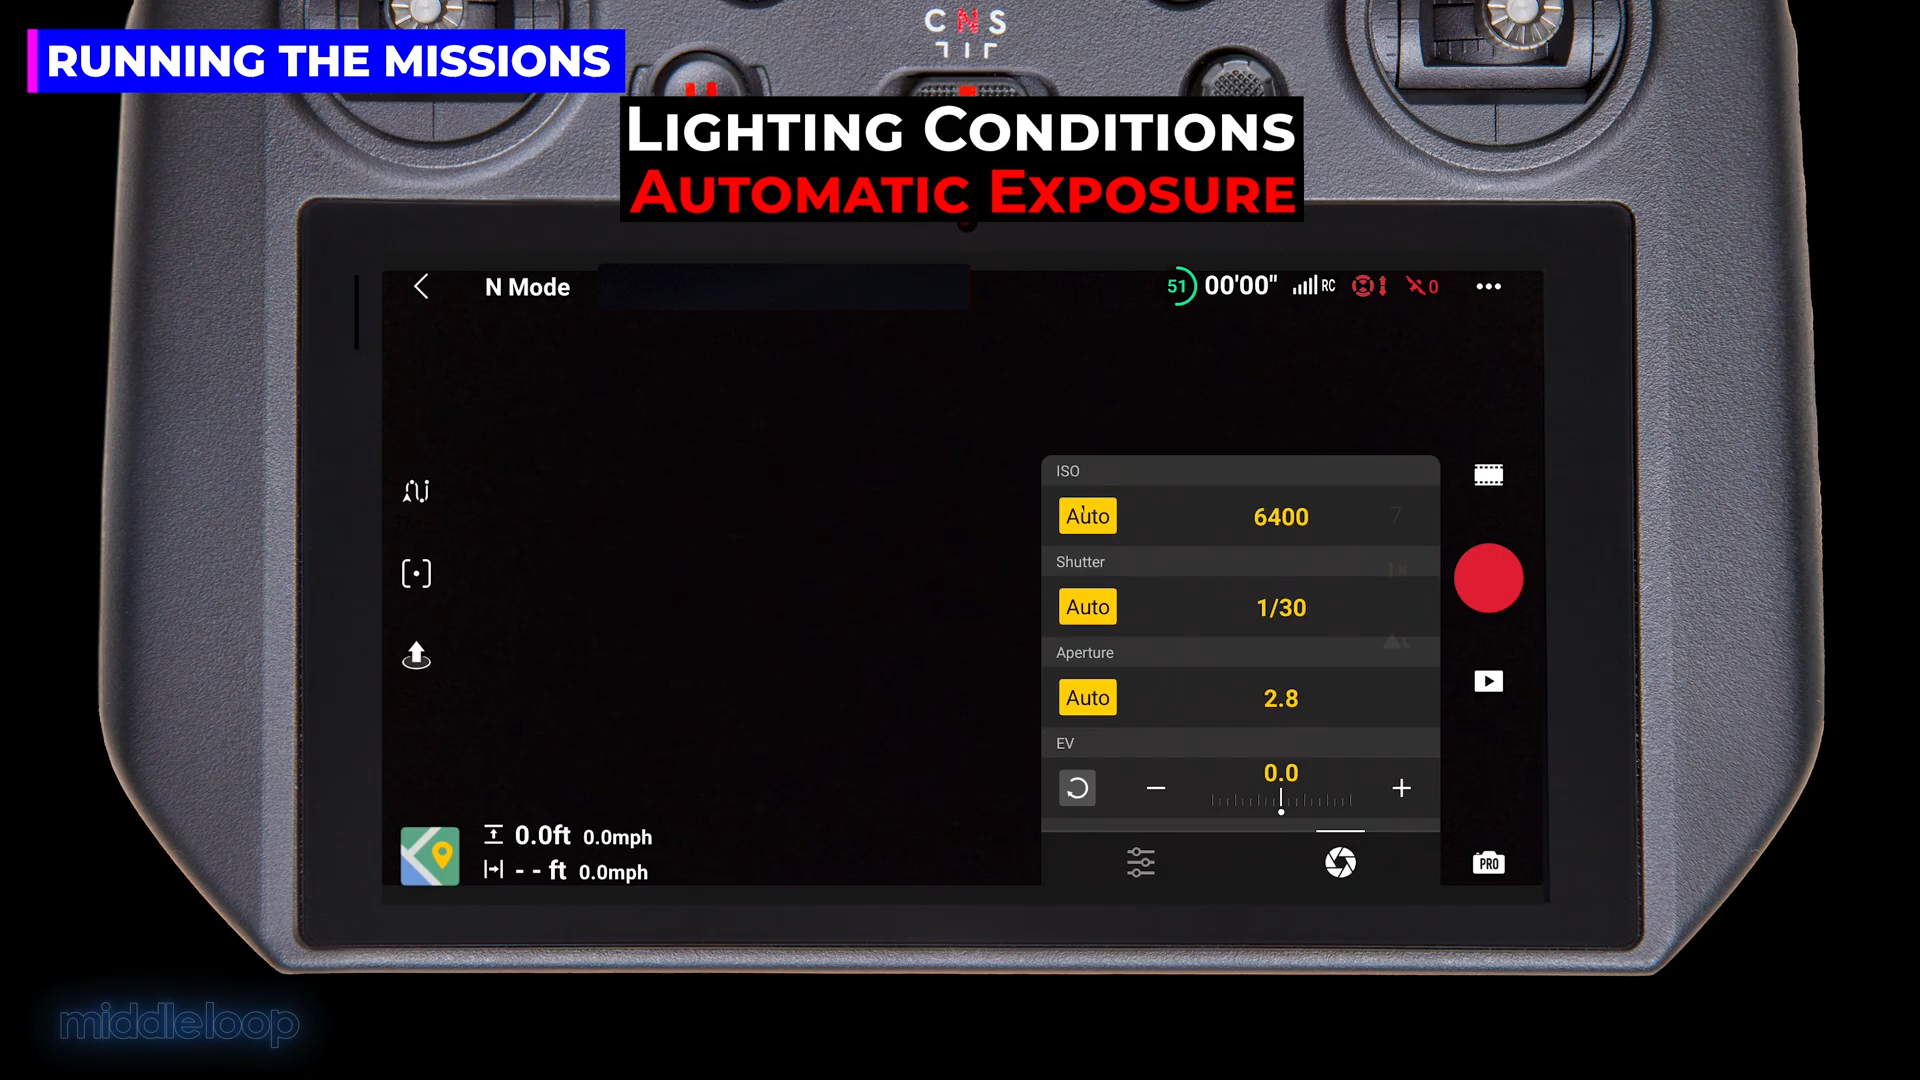 RUNNING THE MISSIONS
C N S
LIGHTING CONDITIONS
AUTOMATIC EXPOSURE
N Mode
51 00'00" RC 0
ISO
Auto 6400
Shutter
Auto 1/30
Aperture
Auto 2.8
EV
0.0
0.0ft 0.0mph
- - ft 0.0mph
PRO
middleloop